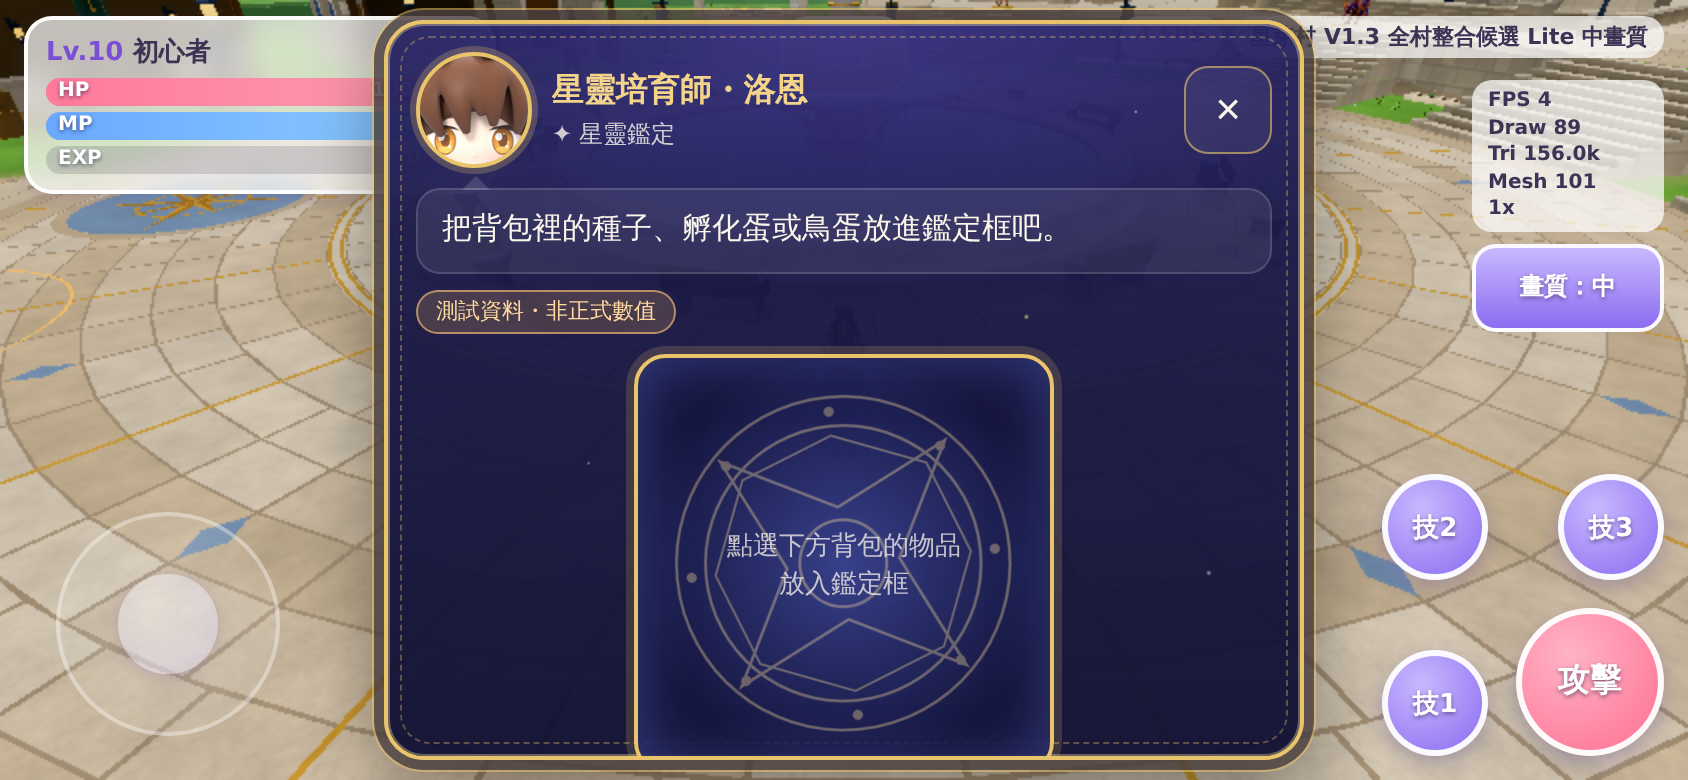 Lv.10 初心者
HP
MP
EXP
星靈培育師・洛恩
✦ 星靈鑑定
×
把背包裡的種子、孵化蛋或鳥蛋放進鑑定框吧。
測試資料・非正式數值
點選下方背包的物品
放入鑑定框
村 V1.3 全村整合候選 Lite 中畫質
FPS 4
Draw 89
Tri 156.0k
Mesh 101
1x
畫質：中
技2
技3
技1
攻擊